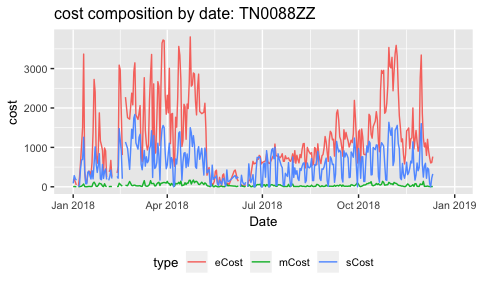 cost composition by date: TN0088ZZ
cost
3000
2000
1000
0
Jan 2018 Apr 2018 Jul 2018 Oct 2018 Jan 2019
Date
type eCost mCost sCost